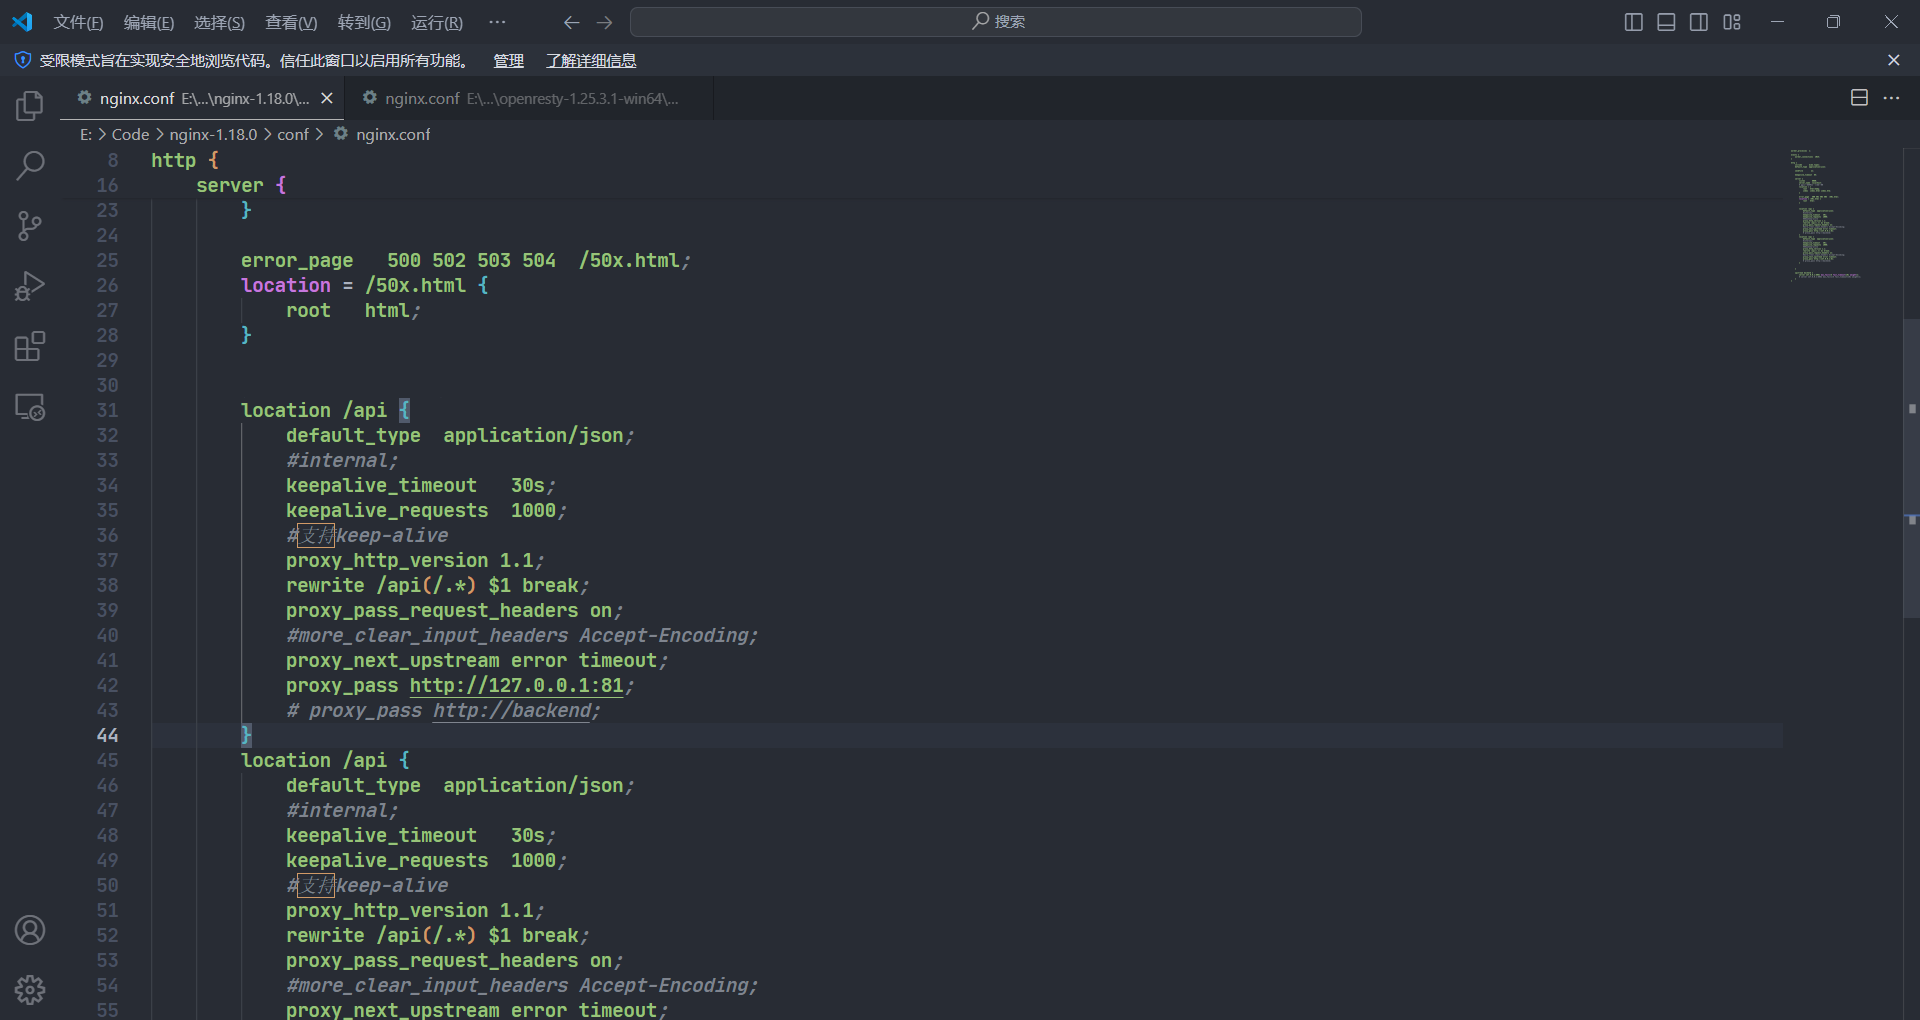 文件(F) 编辑(E) 选择(S) 查看(V) 转到(G) 运行(R) ··· 搜索
受限模式旨在实现安全地浏览代码。信任此窗口以启用所有功能。 管理 了解详细信息
nginx.conf E:\...\nginx-1.18.0\... nginx.conf E:\...\openresty-1.25.3.1-win64\...
E: > Code > nginx-1.18.0 > conf > nginx.conf
8 http {
16 server {
23 }
24
25 error_page 500 502 503 504 /50x.html;
26 location = /50x.html {
27 root html;
28 }
29
30
31 location /api {
32 default_type application/json;
33 #internal;
34 keepalive_timeout 30s;
35 keepalive_requests 1000;
36 #支持keep-alive
37 proxy_http_version 1.1;
38 rewrite /api(/.*) $1 break;
39 proxy_pass_request_headers on;
40 #more_clear_input_headers Accept-Encoding;
41 proxy_next_upstream error timeout;
42 proxy_pass http://127.0.0.1:81;
43 # proxy_pass http://backend;
44 }
45 location /api {
46 default_type application/json;
47 #internal;
48 keepalive_timeout 30s;
49 keepalive_requests 1000;
50 #支持keep-alive
51 proxy_http_version 1.1;
52 rewrite /api(/.*) $1 break;
53 proxy_pass_request_headers on;
54 #more_clear_input_headers Accept-Encoding;
55 proxy_next_upstream error timeout;